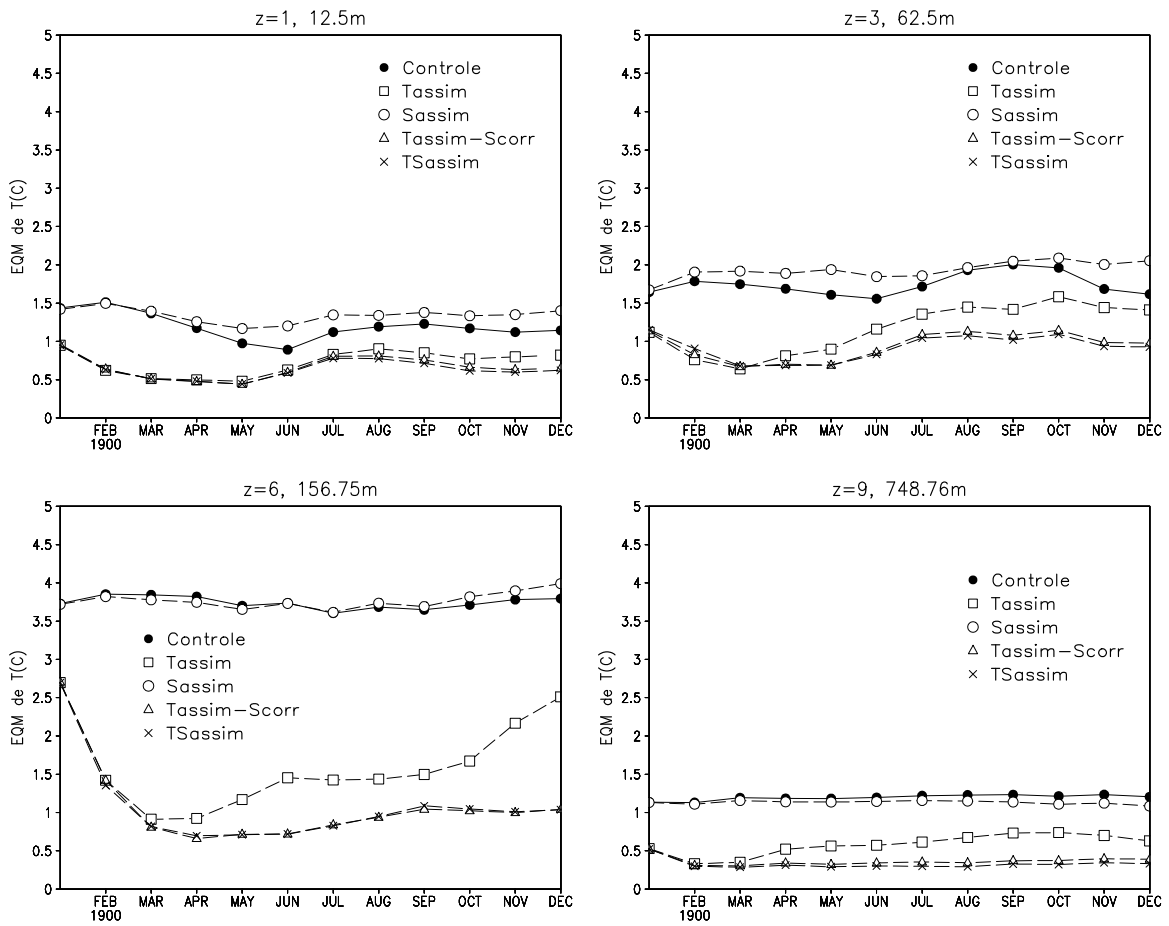 z=1, 12.5m
5
4.5
4
3.5
3
2.5
2
1.5
1
0.5
0
EQM de T(C)
Controle
Tassim
Sassim
Tassim-Scorr
TSassim
FEB MAR APR MAY JUN JUL AUG SEP OCT NOV DEC
1900
z=3, 62.5m
5
4.5
4
3.5
3
2.5
2
1.5
1
0.5
0
EQM de T(C)
Controle
Tassim
Sassim
Tassim-Scorr
TSassim
FEB MAR APR MAY JUN JUL AUG SEP OCT NOV DEC
1900
z=6, 156.75m
5
4.5
4
3.5
3
2.5
2
1.5
1
0.5
0
EQM de T(C)
Controle
Tassim
Sassim
Tassim-Scorr
TSassim
FEB MAR APR MAY JUN JUL AUG SEP OCT NOV DEC
1900
z=9, 748.76m
5
4.5
4
3.5
3
2.5
2
1.5
1
0.5
0
EQM de T(C)
Controle
Tassim
Sassim
Tassim-Scorr
TSassim
FEB MAR APR MAY JUN JUL AUG SEP OCT NOV DEC
1900